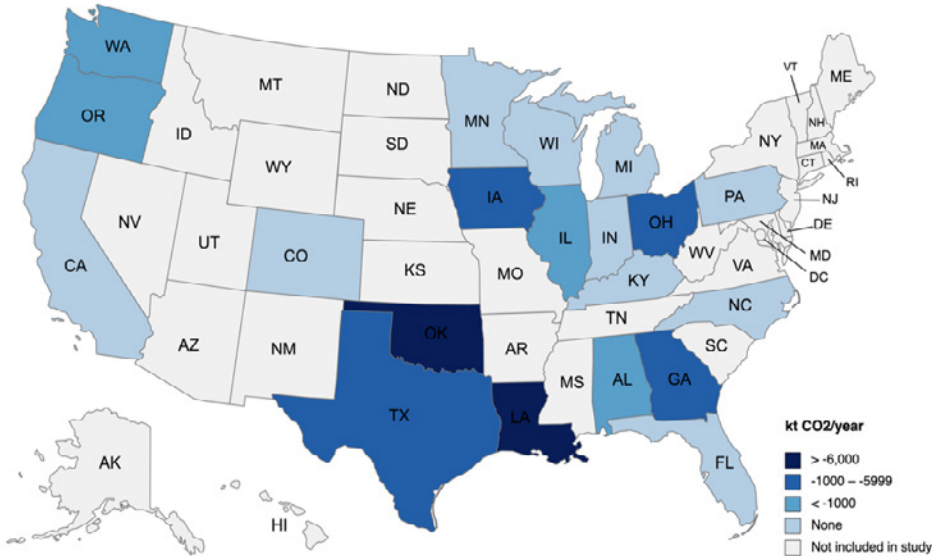 WA
OR
CA
ID
NV
MT
WY
UT
AZ
CO
NM
ND
SD
NE
KS
OK
TX
MN
IA
MO
AR
LA
WI
IL
MS
MI
IN
KY
TN
AL
OH
WV
GA
FL
PA
VA
NC
SC
NY
VT
NH
ME
MA
CT
RI
NJ
DE
MD
DC
AK
HI
kt CO2/year
> -6,000
-1000 – -5999
< -1000
None
Not included in study